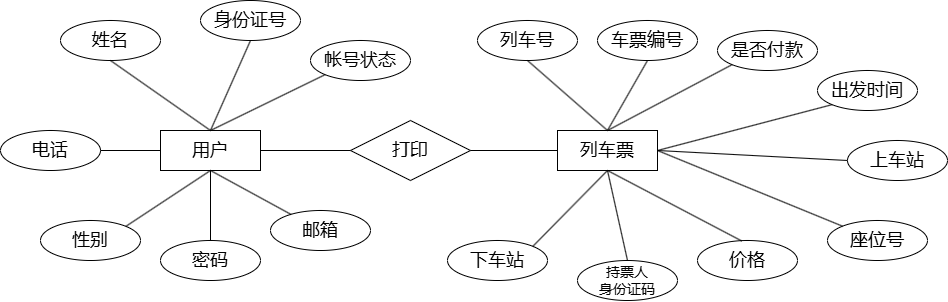 姓名
身份证号
帐号状态
电话
用户
性别
密码
邮箱
打印
列车号
车票编号
是否付款
出发时间
列车票
上车站
座位号
下车站
持票人
身份证码
价格